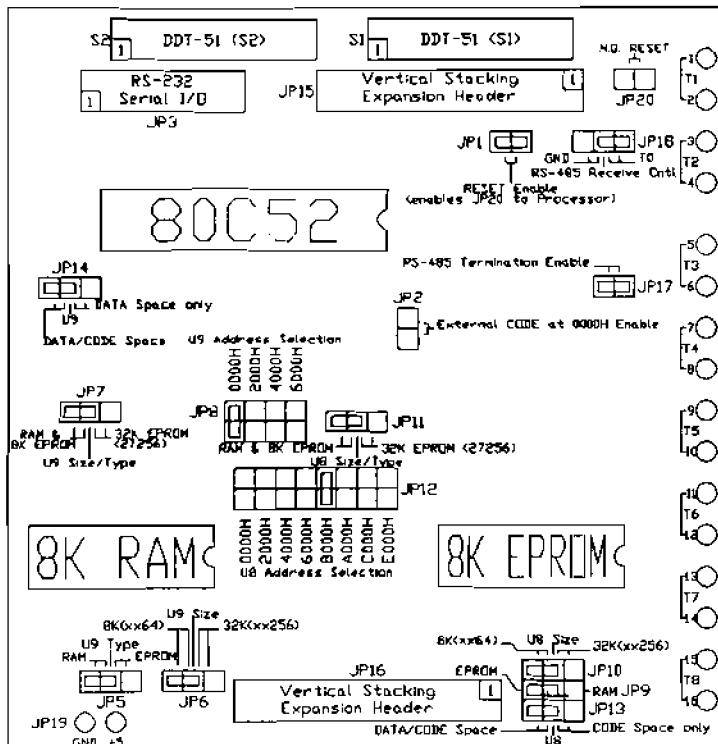 S2 1 DDT-51 (S2)
S1 1 DDT-51 (S1)
N.O. RESET
JP20
1
T1
2
1 RS-232
Serial I/O
JP3
JP15 Vertical Stacking 1
Expansion Header
JP1
RESET Enable
(enables JP20 to Processor)
JP18
GND T0
RS-485 Receive Cntl
3
T2
4
80C52
5
T3
6
RS-485 Termination Enable
JP17
JP14
DATA Space only
U9
DATA/CODE Space
JP2
External CODE at 0000H Enable
7
T4
8
U9 Address Selection
0000H
2000H
4000H
6000H
JP7
RAM & 32K EPROM
8K EPROM (27256)
U9 Size/Type
JP8
JP11
RAM & 8K EPROM 32K EPROM (27256)
U8 Size/Type
9
T5
10
JP12
0000H
2000H
4000H
6000H
8000H
A000H
C000H
E000H
U8 Address Selection
11
T6
12
8K RAM
8K EPROM
13
T7
14
U9 Size
8K(xx64) 32K(xx256)
U9 Type
RAM EPROM
JP5 JP6
JP19
GND +5
JP16
Vertical Stacking 1
Expansion Header
U8 Size
8K(xx64) 32K(xx256)
JP10
EPROM RAM JP9
JP13
DATA/CODE Space CODE Space only
U8
15
T8
16